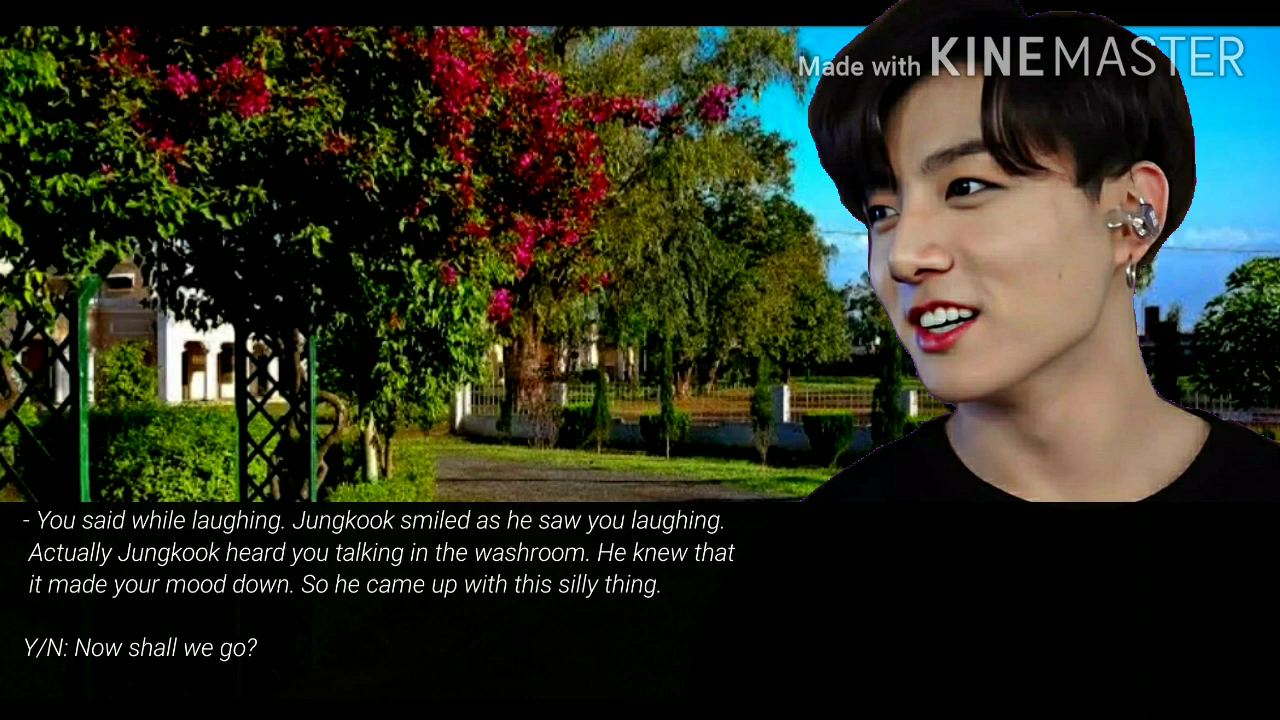 Made with KINEMASTER
- You said while laughing. Jungkook smiled as he saw you laughing.
Actually Jungkook heard you talking in the washroom. He knew that
it made your mood down. So he came up with this silly thing.
Y/N: Now shall we go?